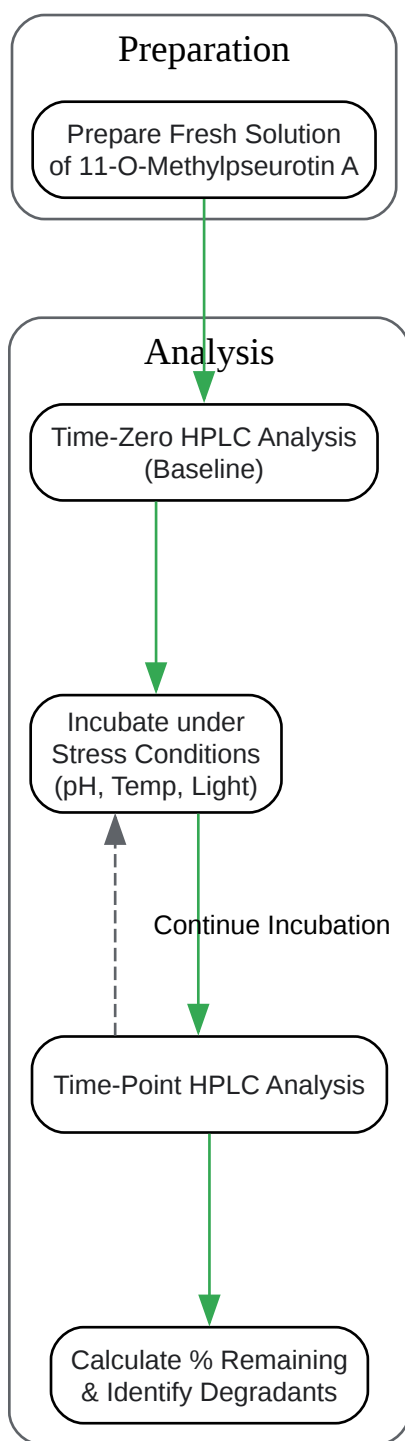 Preparation
Prepare Fresh Solution
of 11-O-Methylpseurotin A
Analysis
Time-Zero HPLC Analysis
(Baseline)
Incubate under
Stress Conditions
(pH, Temp, Light)
Continue Incubation
Time-Point HPLC Analysis
Calculate % Remaining
& Identify Degradants